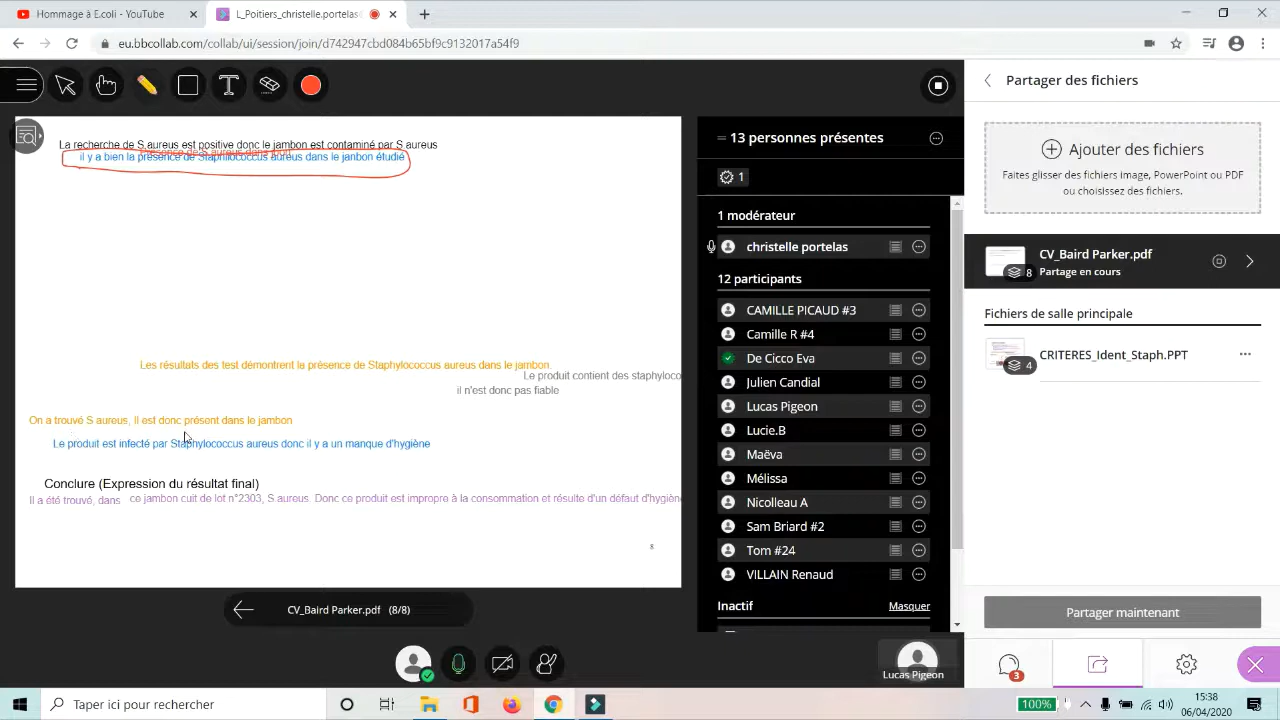 Hommage à E.coli - YouTube
L_Poitiers_christelle.portelas
eu.bbcollab.com/collab/ui/session/join/d742947cbd084b65bf9c9132017a54f9
La recherche de S.aureus est positive donc le jambon est contaminé par S aureus
il y a bien la présence de Staphilococcus aureus dans le janbon étudié
Les résultats des test démontrent la présence de Staphylococcus aureus dans le jambon.
Le produit contient des staphyloco
il n'est donc pas fiable
On a trouvé S aureus, Il est donc présent dans le jambon
Le produit est infecté par Staphylococcus aureus donc il y a un manque d'hygiène
Conclure (Expression du résultat final)
Il a été trouvé, dans ce jambon cuit de lot n°2303, S.aureus. Donc ce produit est impropre à la consommation et résulte d'un défaut d'hygiène
8
CV_Baird Parker.pdf (8/8)
13 personnes présentes
1
1 modérateur
christelle portelas
12 participants
CAMILLE PICAUD #3
Camille R #4
De Cicco Eva
Julien Candial
Lucas Pigeon
Lucie.B
Maëva
Mélissa
Nicolleau A
Sam Briard #2
Tom #24
VILLAIN Renaud
Inactif Masquer
Lucas Pigeon
Partager des fichiers
Ajouter des fichiers
Faites glisser des fichiers image, PowerPoint ou PDF
ou choisissez des fichiers.
CV_Baird Parker.pdf
8 Partage en cours
Fichiers de salle principale
CRITERES_Ident_Staph.PPT
4
Partager maintenant
3
Taper ici pour rechercher
100%
15:38
06/04/2020